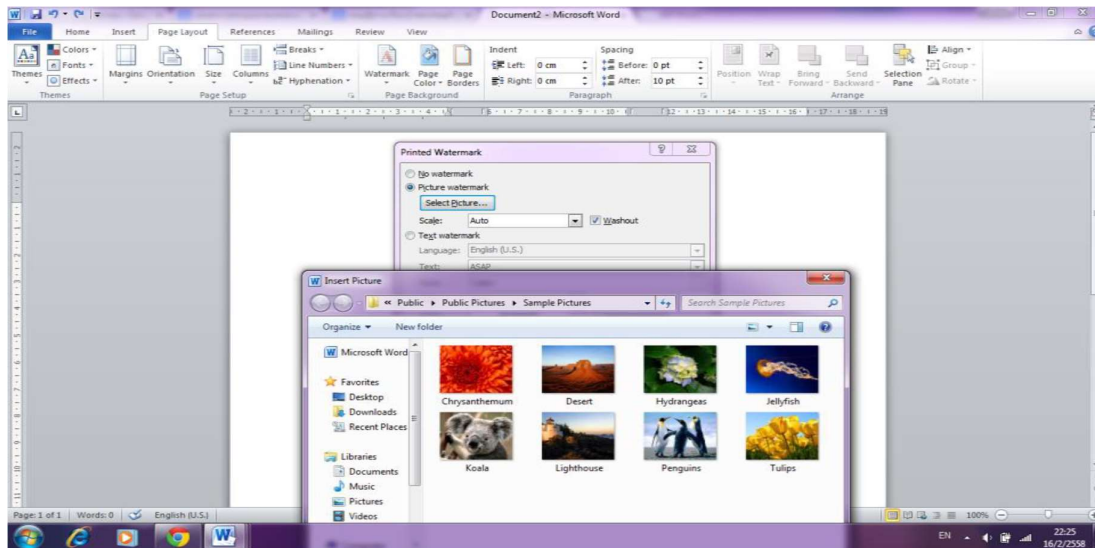 Document2 - Microsoft Word
File Home Insert Page Layout References Mailings Review View
Themes
Colors
Fonts
Effects
Themes
Margins Orientation Size Columns
Breaks
Line Numbers
Hyphenation
Page Setup
Watermark Page Color Page Borders
Page Background
Indent
Left: 0 cm
Right: 0 cm
Spacing
Before: 0 pt
After: 10 pt
Paragraph
Position Wrap Text Bring Forward Send Backward Selection Pane
Align
Group
Rotate
Arrange
Printed Watermark
No watermark
Picture watermark
Select Picture...
Scale: Auto Washout
Text watermark
Language: English (U.S.)
Text: ASAP
Insert Picture
« Public Public Pictures Sample Pictures Search Sample Pictures
Organize New folder
Microsoft Word
Favorites
Desktop
Downloads
Recent Places
Libraries
Documents
Music
Pictures
Videos
Chrysanthemum Desert Hydrangeas Jellyfish
Koala Lighthouse Penguins Tulips
Page: 1 of 1 Words: 0 English (U.S.) 100%
EN 22:25
16/2/2558